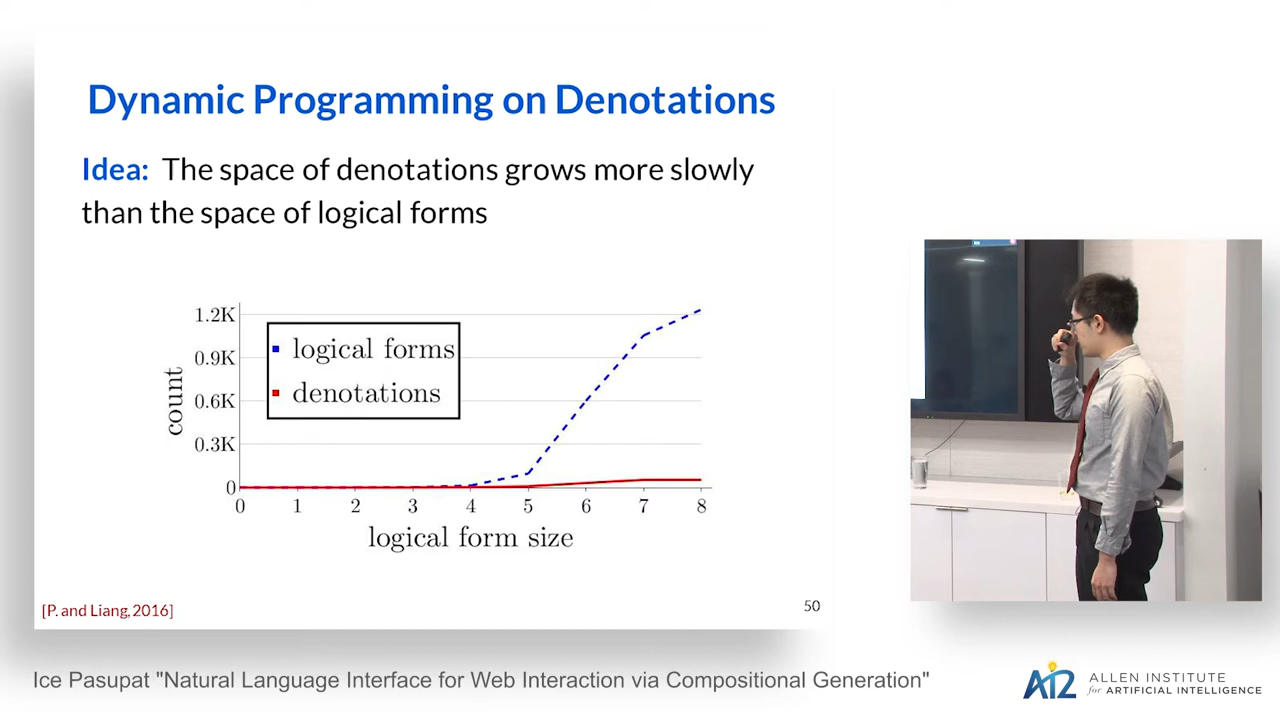 Dynamic Programming on Denotations
Idea: The space of denotations grows more slowly
than the space of logical forms
1.2K
0.9K
0.6K
0.3K
0
count
logical forms
denotations
0 1 2 3 4 5 6 7 8
logical form size
[P. and Liang, 2016]
50
Ice Pasupat "Natural Language Interface for Web Interaction via Compositional Generation"
AI2
ALLEN INSTITUTE
for ARTIFICIAL INTELLIGENCE